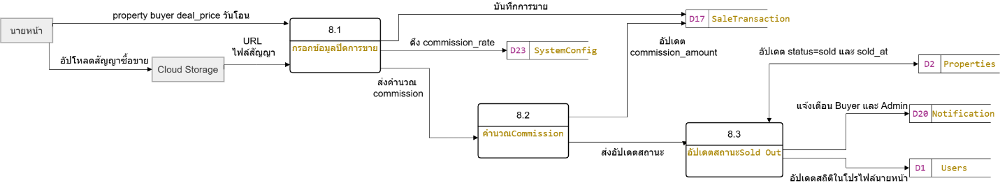 property buyer deal_price วันโอน
นายหน้า
อัปโหลดสัญญาซื้อขาย
Cloud Storage
URL
ไฟล์สัญญา
8.1
กรอกข้อมูลปิดการขาย
บันทึกการขาย
D17 SaleTransaction
ดึง commission_rate
D23 SystemConfig
อัปเดต
commission_amount
ส่งคำนวณ
commission
8.2
คำนวณCommission
ส่งอัปเดตสถานะ
อัปเดต status=sold และ sold_at
D2 Properties
8.3
อัปเดตสถานะSold Out
แจ้งเตือน Buyer และ Admin
D20 Notification
D1 Users
อัปเดตสถิติในโปรไฟล์นายหน้า